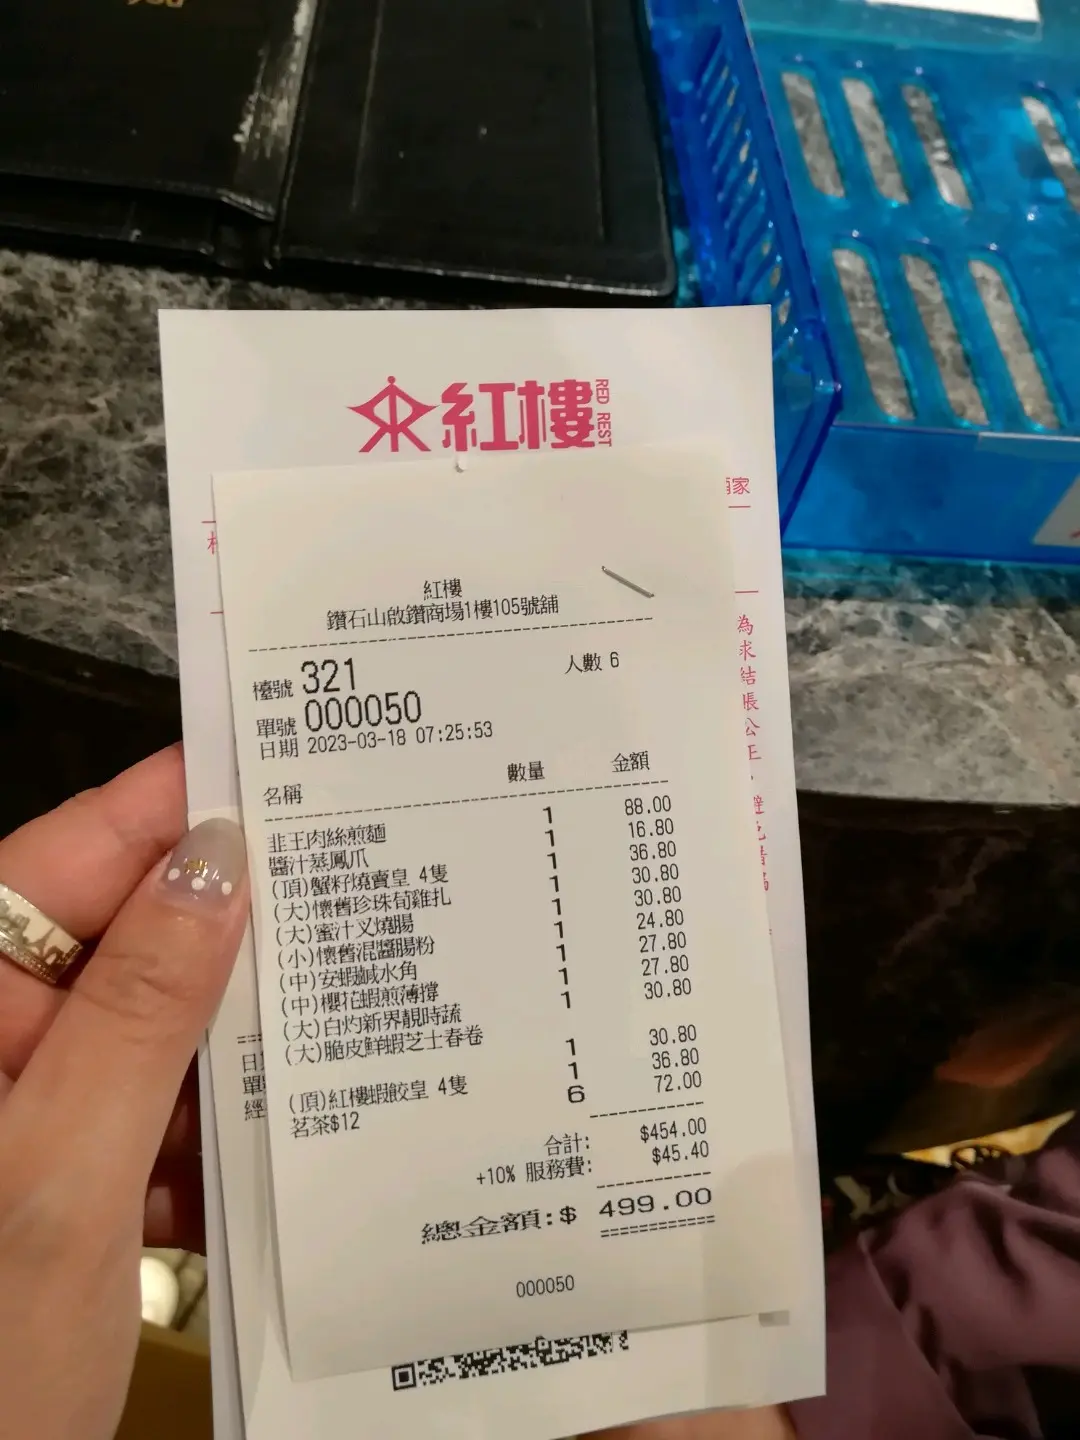 紅樓 RED REST
紅樓
鑽石山啟鑽商場1樓105號舖
檯號 321 人數 6
單號 000050
日期 2023-03-18 07:25:53
名稱 數量 金額
韭王肉絲煎麵 1 88.00
醬汁蒸鳳爪 1 16.80
(頂)蟹籽燒賣皇 4隻 1 36.80
(大)懷舊珍珠荀雞扎 1 30.80
(大)蜜汁叉燒腸 1 30.80
(小)懷舊混醬腸粉 1 24.80
(中)安蝦鹹水角 1 27.80
(中)櫻花蝦煎薄撐 1 27.80
(大)白灼新界靚時蔬 1 30.80
(大)脆皮鮮蝦芝士春卷 1 30.80
(頂)紅樓蝦餃皇 4隻 1 36.80
茗茶$12 6 72.00
合計: $454.00
+10% 服務費: $45.40
總金額:$ 499.00
000050
為求結賬公正
日
單
經